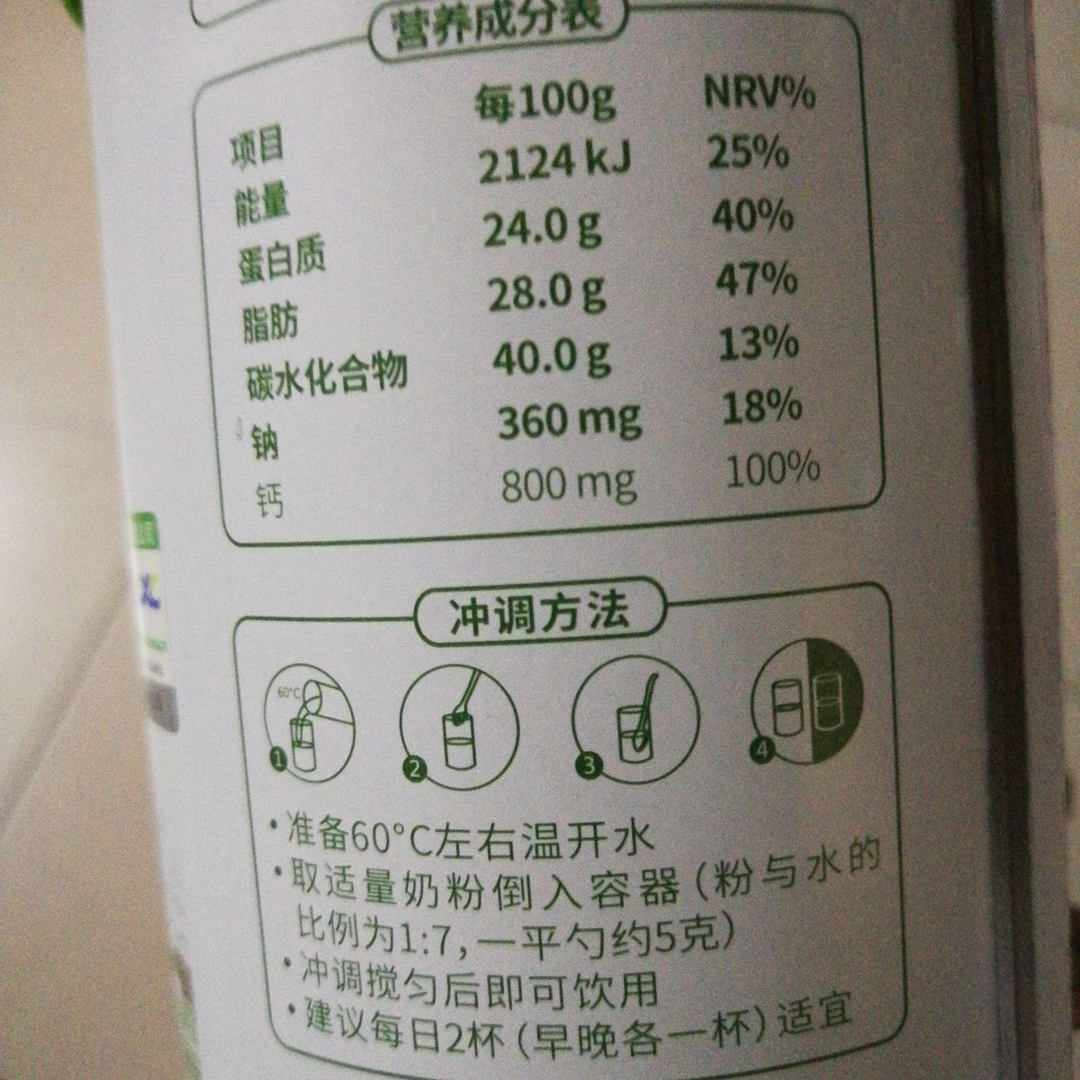 营养成分表
项目 每100g NRV%
能量 2124 kJ 25%
蛋白质 24.0 g 40%
脂肪 28.0 g 47%
碳水化合物 40.0 g 13%
钠 360 mg 18%
钙 800 mg 100%
冲调方法
60°C
1 2 3 4
•准备60°C左右温开水
•取适量奶粉倒入容器(粉与水的
比例为1:7,一平勺约5克)
•冲调搅匀后即可饮用
•建议每日2杯(早晚各一杯)适宜